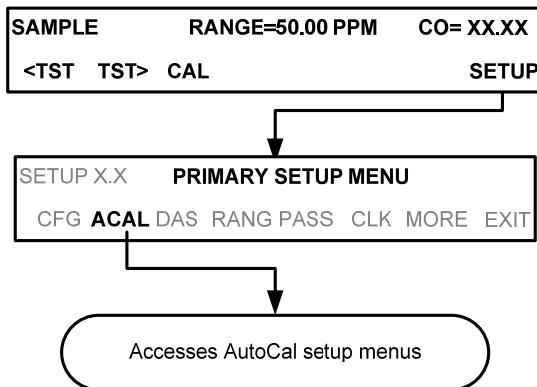 SAMPLE RANGE=50.00 PPM CO= XX.XX
<TST TST> CAL SETUP
SETUP X.X PRIMARY SETUP MENU
CFG ACAL DAS RANG PASS CLK MORE EXIT
Accesses AutoCal setup menus